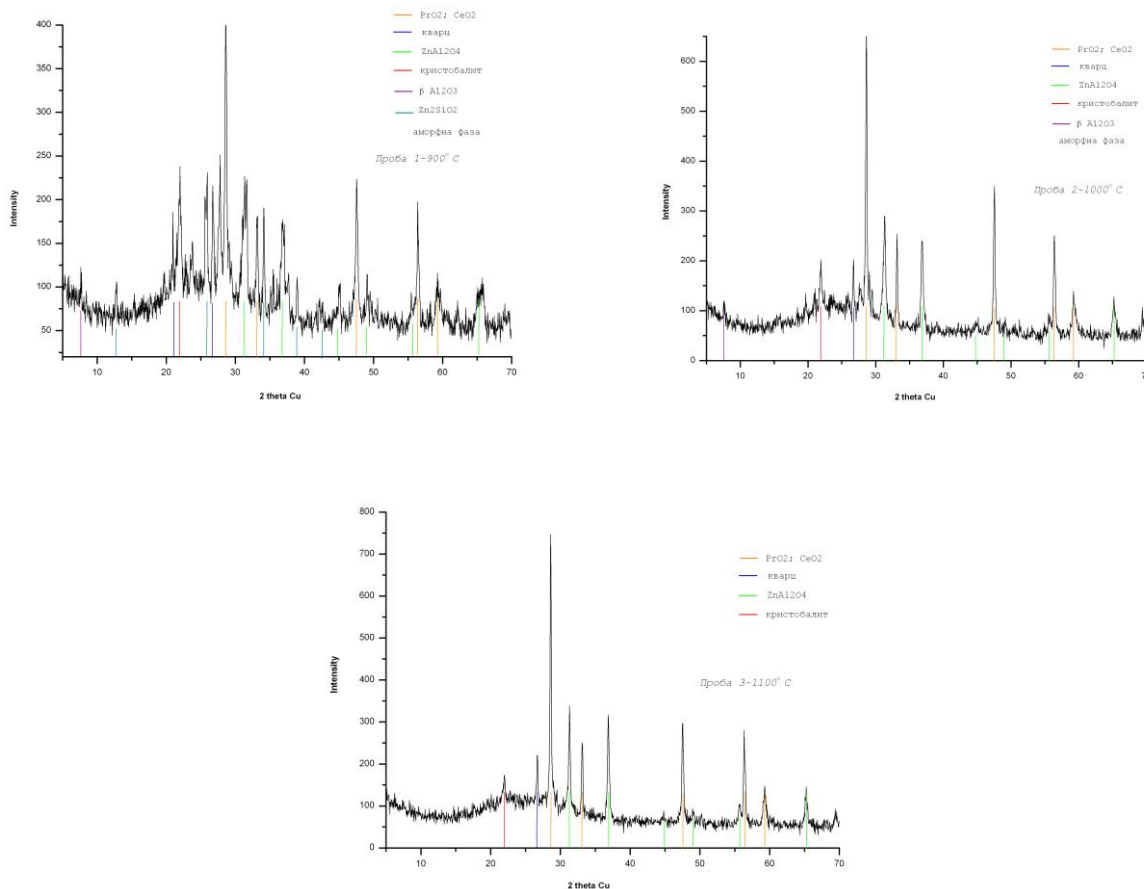 PrO2; CeO2
кварц
ZnAl2O4
кристобалит
β Al2O3
Zn2SiO2
аморфна фаза
Проба 1-900° C
400
350
300
250
200
150
100
50
Intensity
10 20 30 40 50 60 70
2 theta Cu
PrO2; CeO2
кварц
ZnAl2O4
кристобалит
β Al2O3
аморфна фаза
Проба 2-1000° C
600
500
400
300
200
100
0
Intensity
10 20 30 40 50 60 70
2 theta Cu
PrO2; CeO2
кварц
ZnAl2O4
кристобалит
Проба 3-1100° C
800
700
600
500
400
300
200
100
0
Intensity
10 20 30 40 50 60 70
2 theta Cu